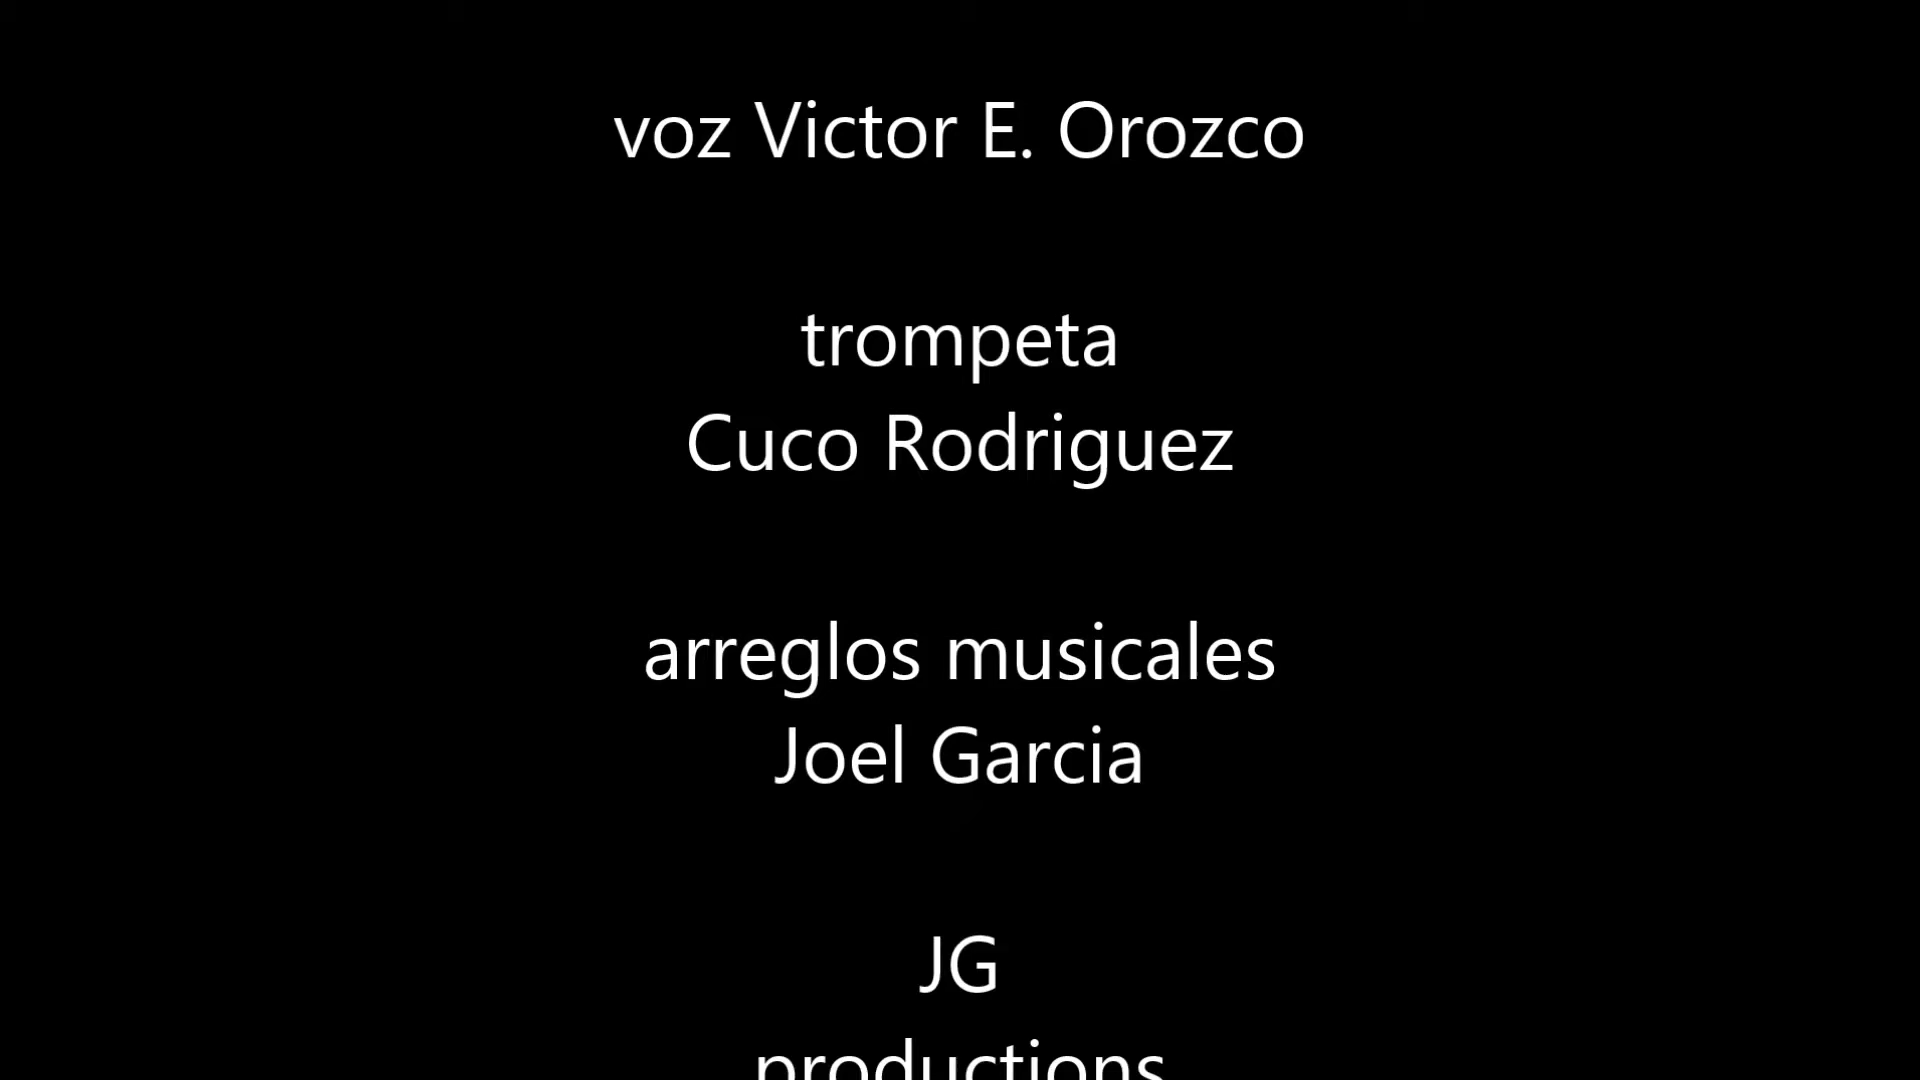 voz Victor E. Orozco
trompeta
Cuco Rodriguez
arreglos musicales
Joel Garcia
JG
productions